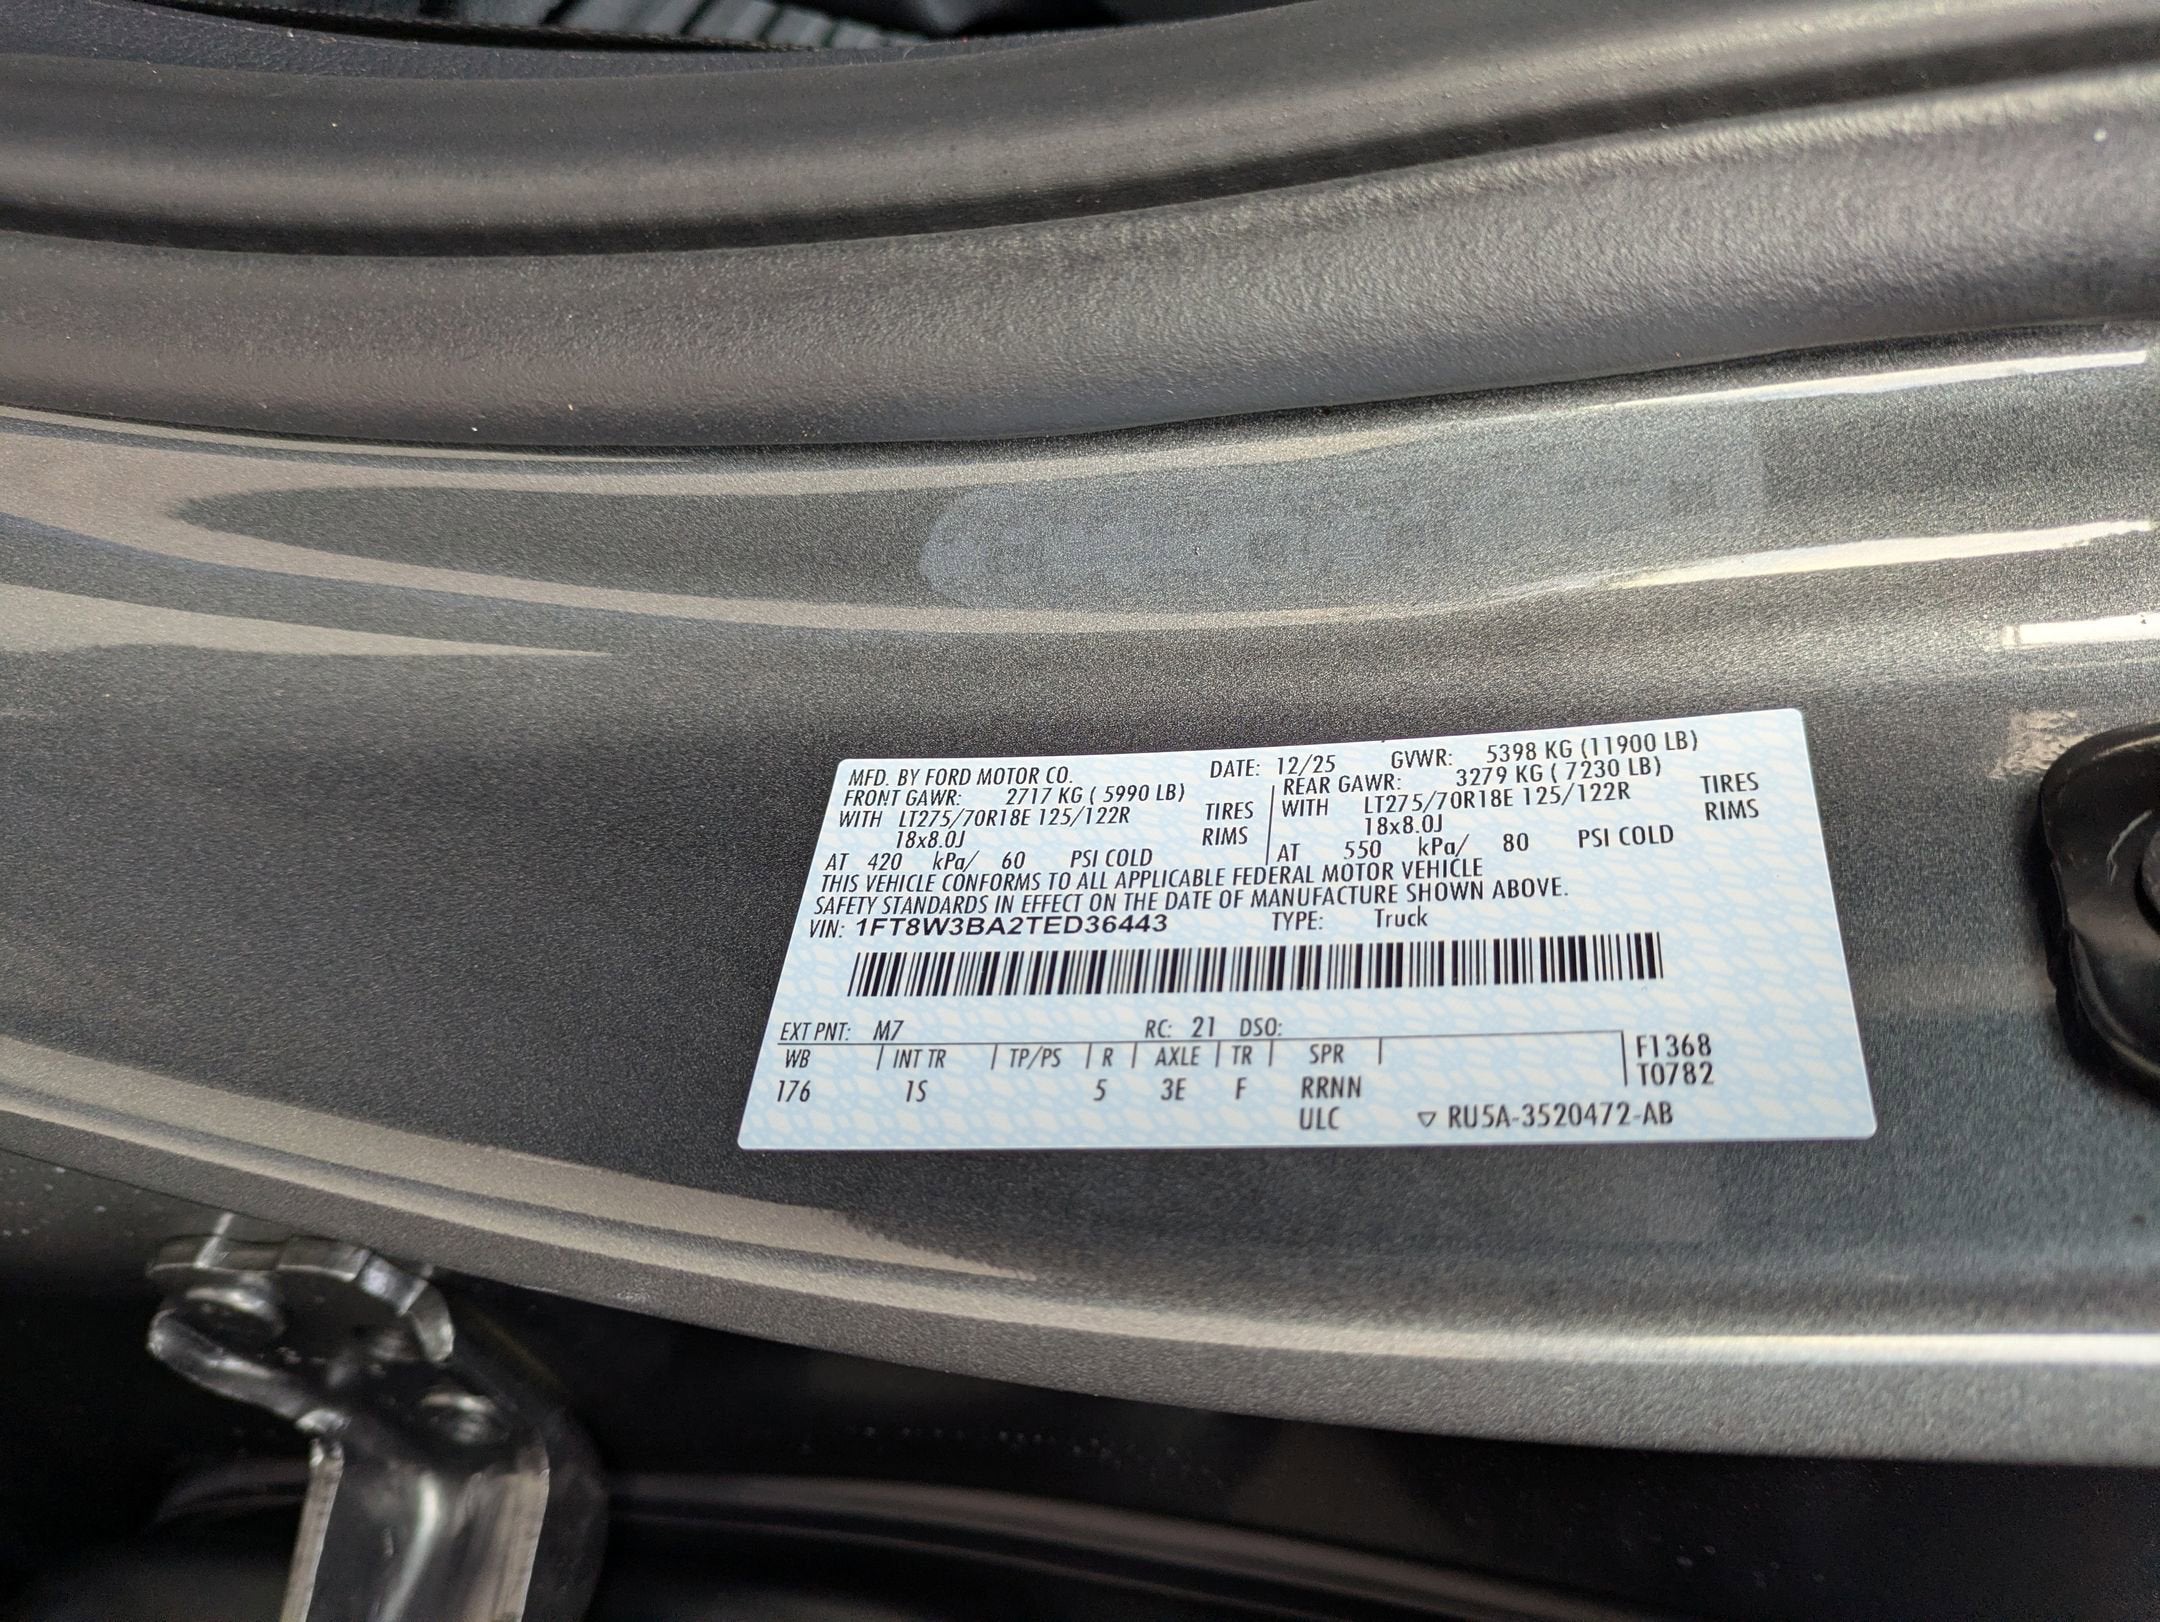 MFD. BY FORD MOTOR CO. DATE: 12/25 GVWR: 5398 KG (11900 LB)
FRONT GAWR: 2717 KG ( 5990 LB) REAR GAWR: 3279 KG ( 7230 LB)
WITH LT275/70R18E 125/122R TIRES WITH LT275/70R18E 125/122R TIRES
18x8.0J RIMS 18x8.0J RIMS
AT 420 kPa/ 60 PSI COLD AT 550 kPa/ 80 PSI COLD
THIS VEHICLE CONFORMS TO ALL APPLICABLE FEDERAL MOTOR VEHICLE
SAFETY STANDARDS IN EFFECT ON THE DATE OF MANUFACTURE SHOWN ABOVE.
VIN: 1FT8W3BA2TED36443 TYPE: Truck
EXT PNT: M7 RC: 21 DSO:
WB INT TR TP/PS R AXLE TR SPR F1368
176 1S 5 3E F RRNN T0782
ULC ▽ RU5A-3520472-AB